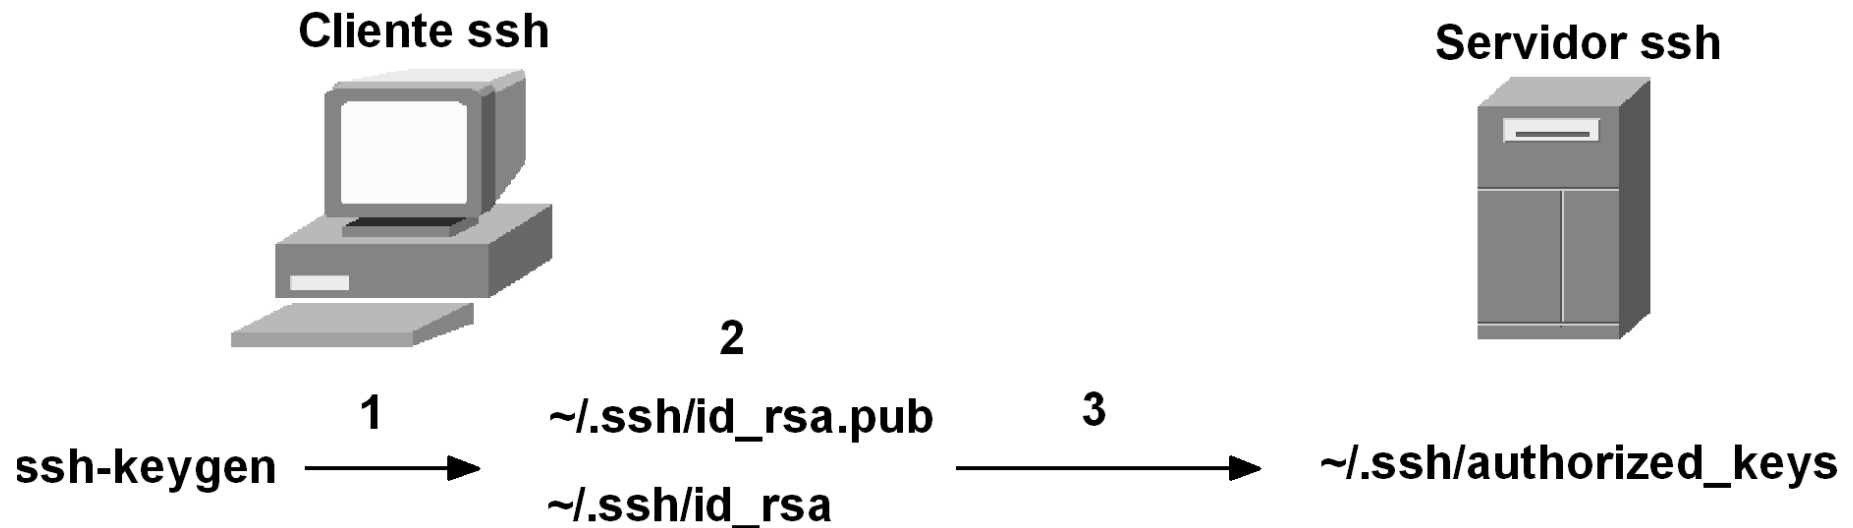 Cliente ssh
Servidor ssh
2
1
~/.ssh/id_rsa.pub
3
ssh-keygen
~/.ssh/authorized_keys
~/.ssh/id_rsa